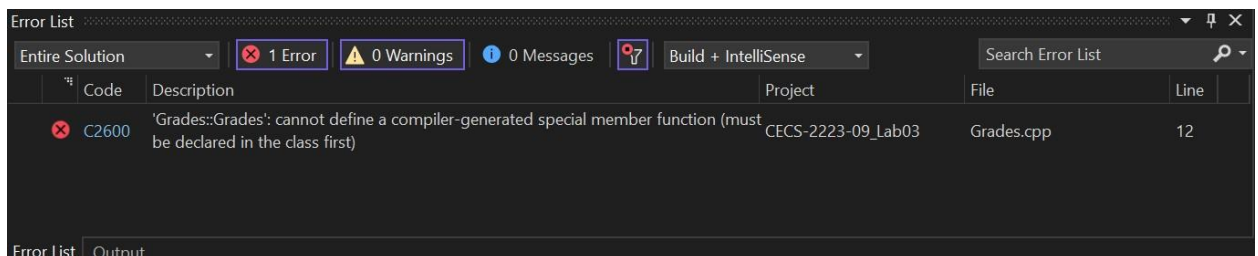 Error List
Entire Solution 1 Error 0 Warnings 0 Messages Build + IntelliSense Search Error List
Code Description Project File Line
C2600 'Grades::Grades': cannot define a compiler-generated special member function (must be declared in the class first) CECS-2223-09_Lab03 Grades.cpp 12
Error List Output